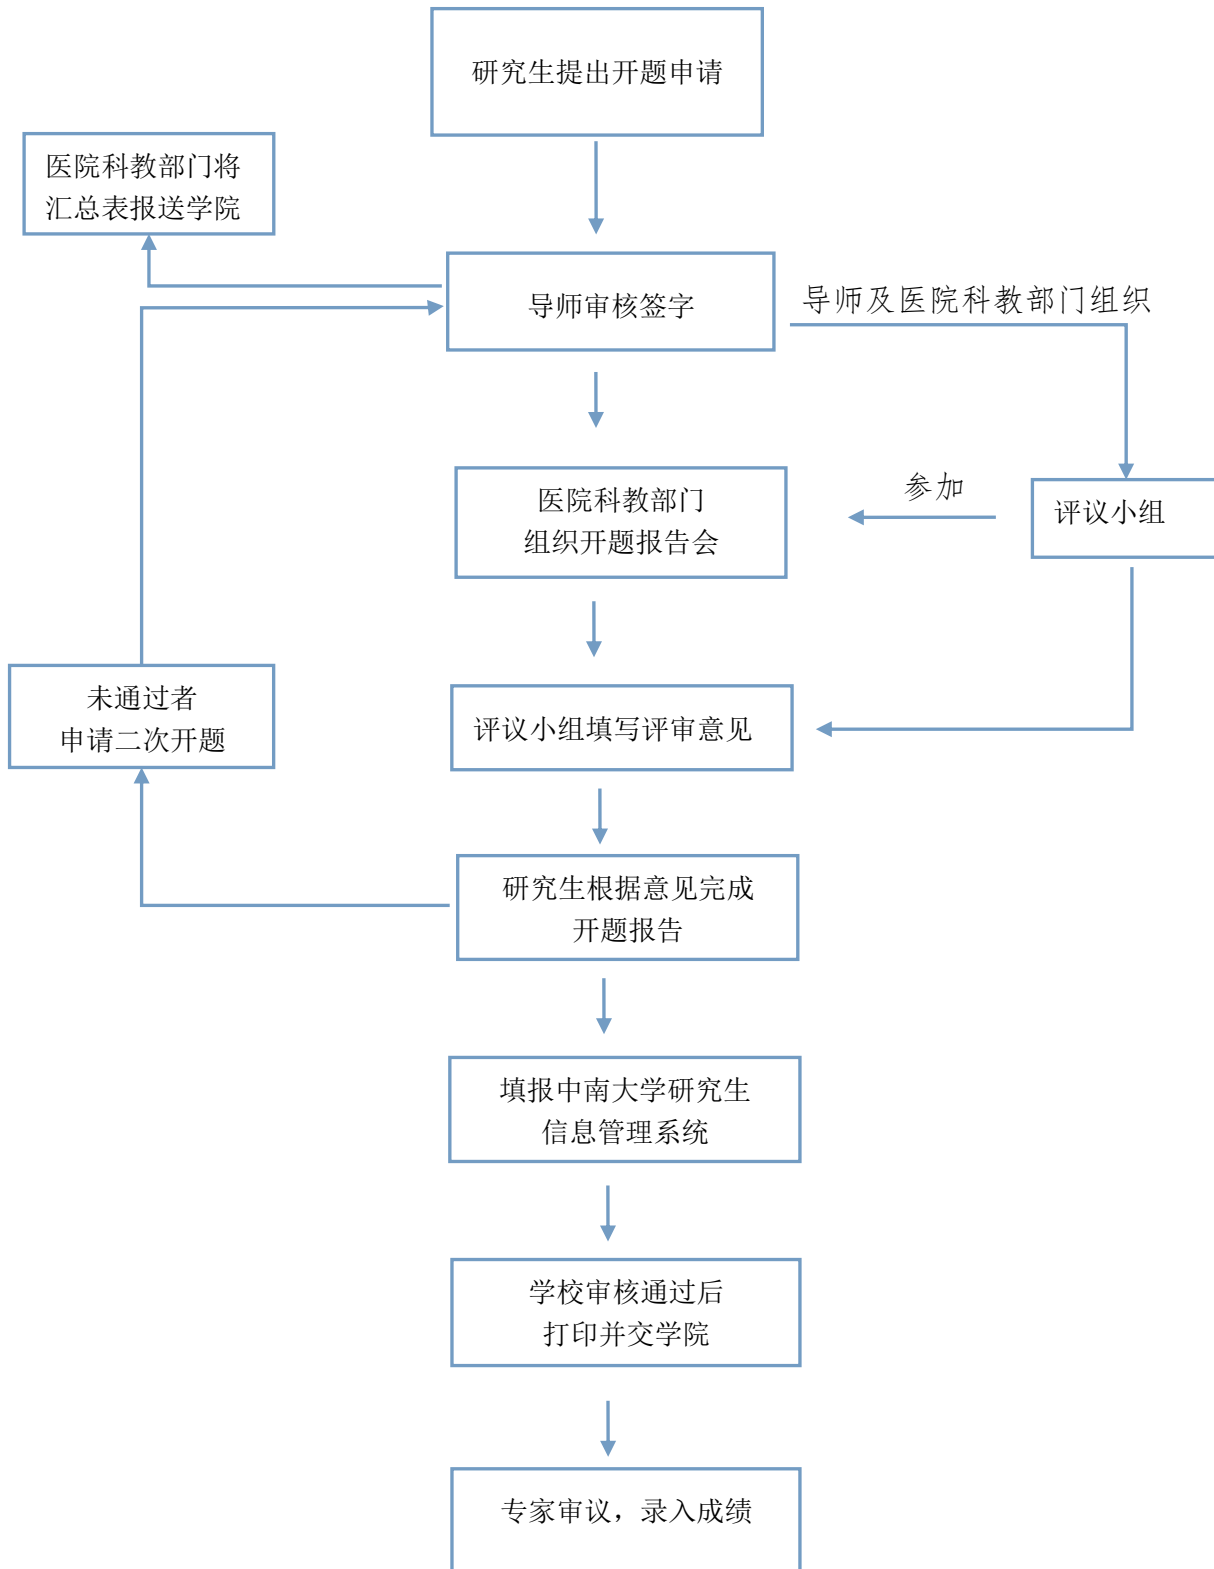 研究生提出开题申请
医院科教部门将
汇总表报送学院
导师审核签字
导师及医院科教部门组织
医院科教部门
组织开题报告会
参加
评议小组
未通过者
申请二次开题
评议小组填写评审意见
研究生根据意见完成
开题报告
填报中南大学研究生
信息管理系统
学校审核通过后
打印并交学院
专家审议，录入成绩